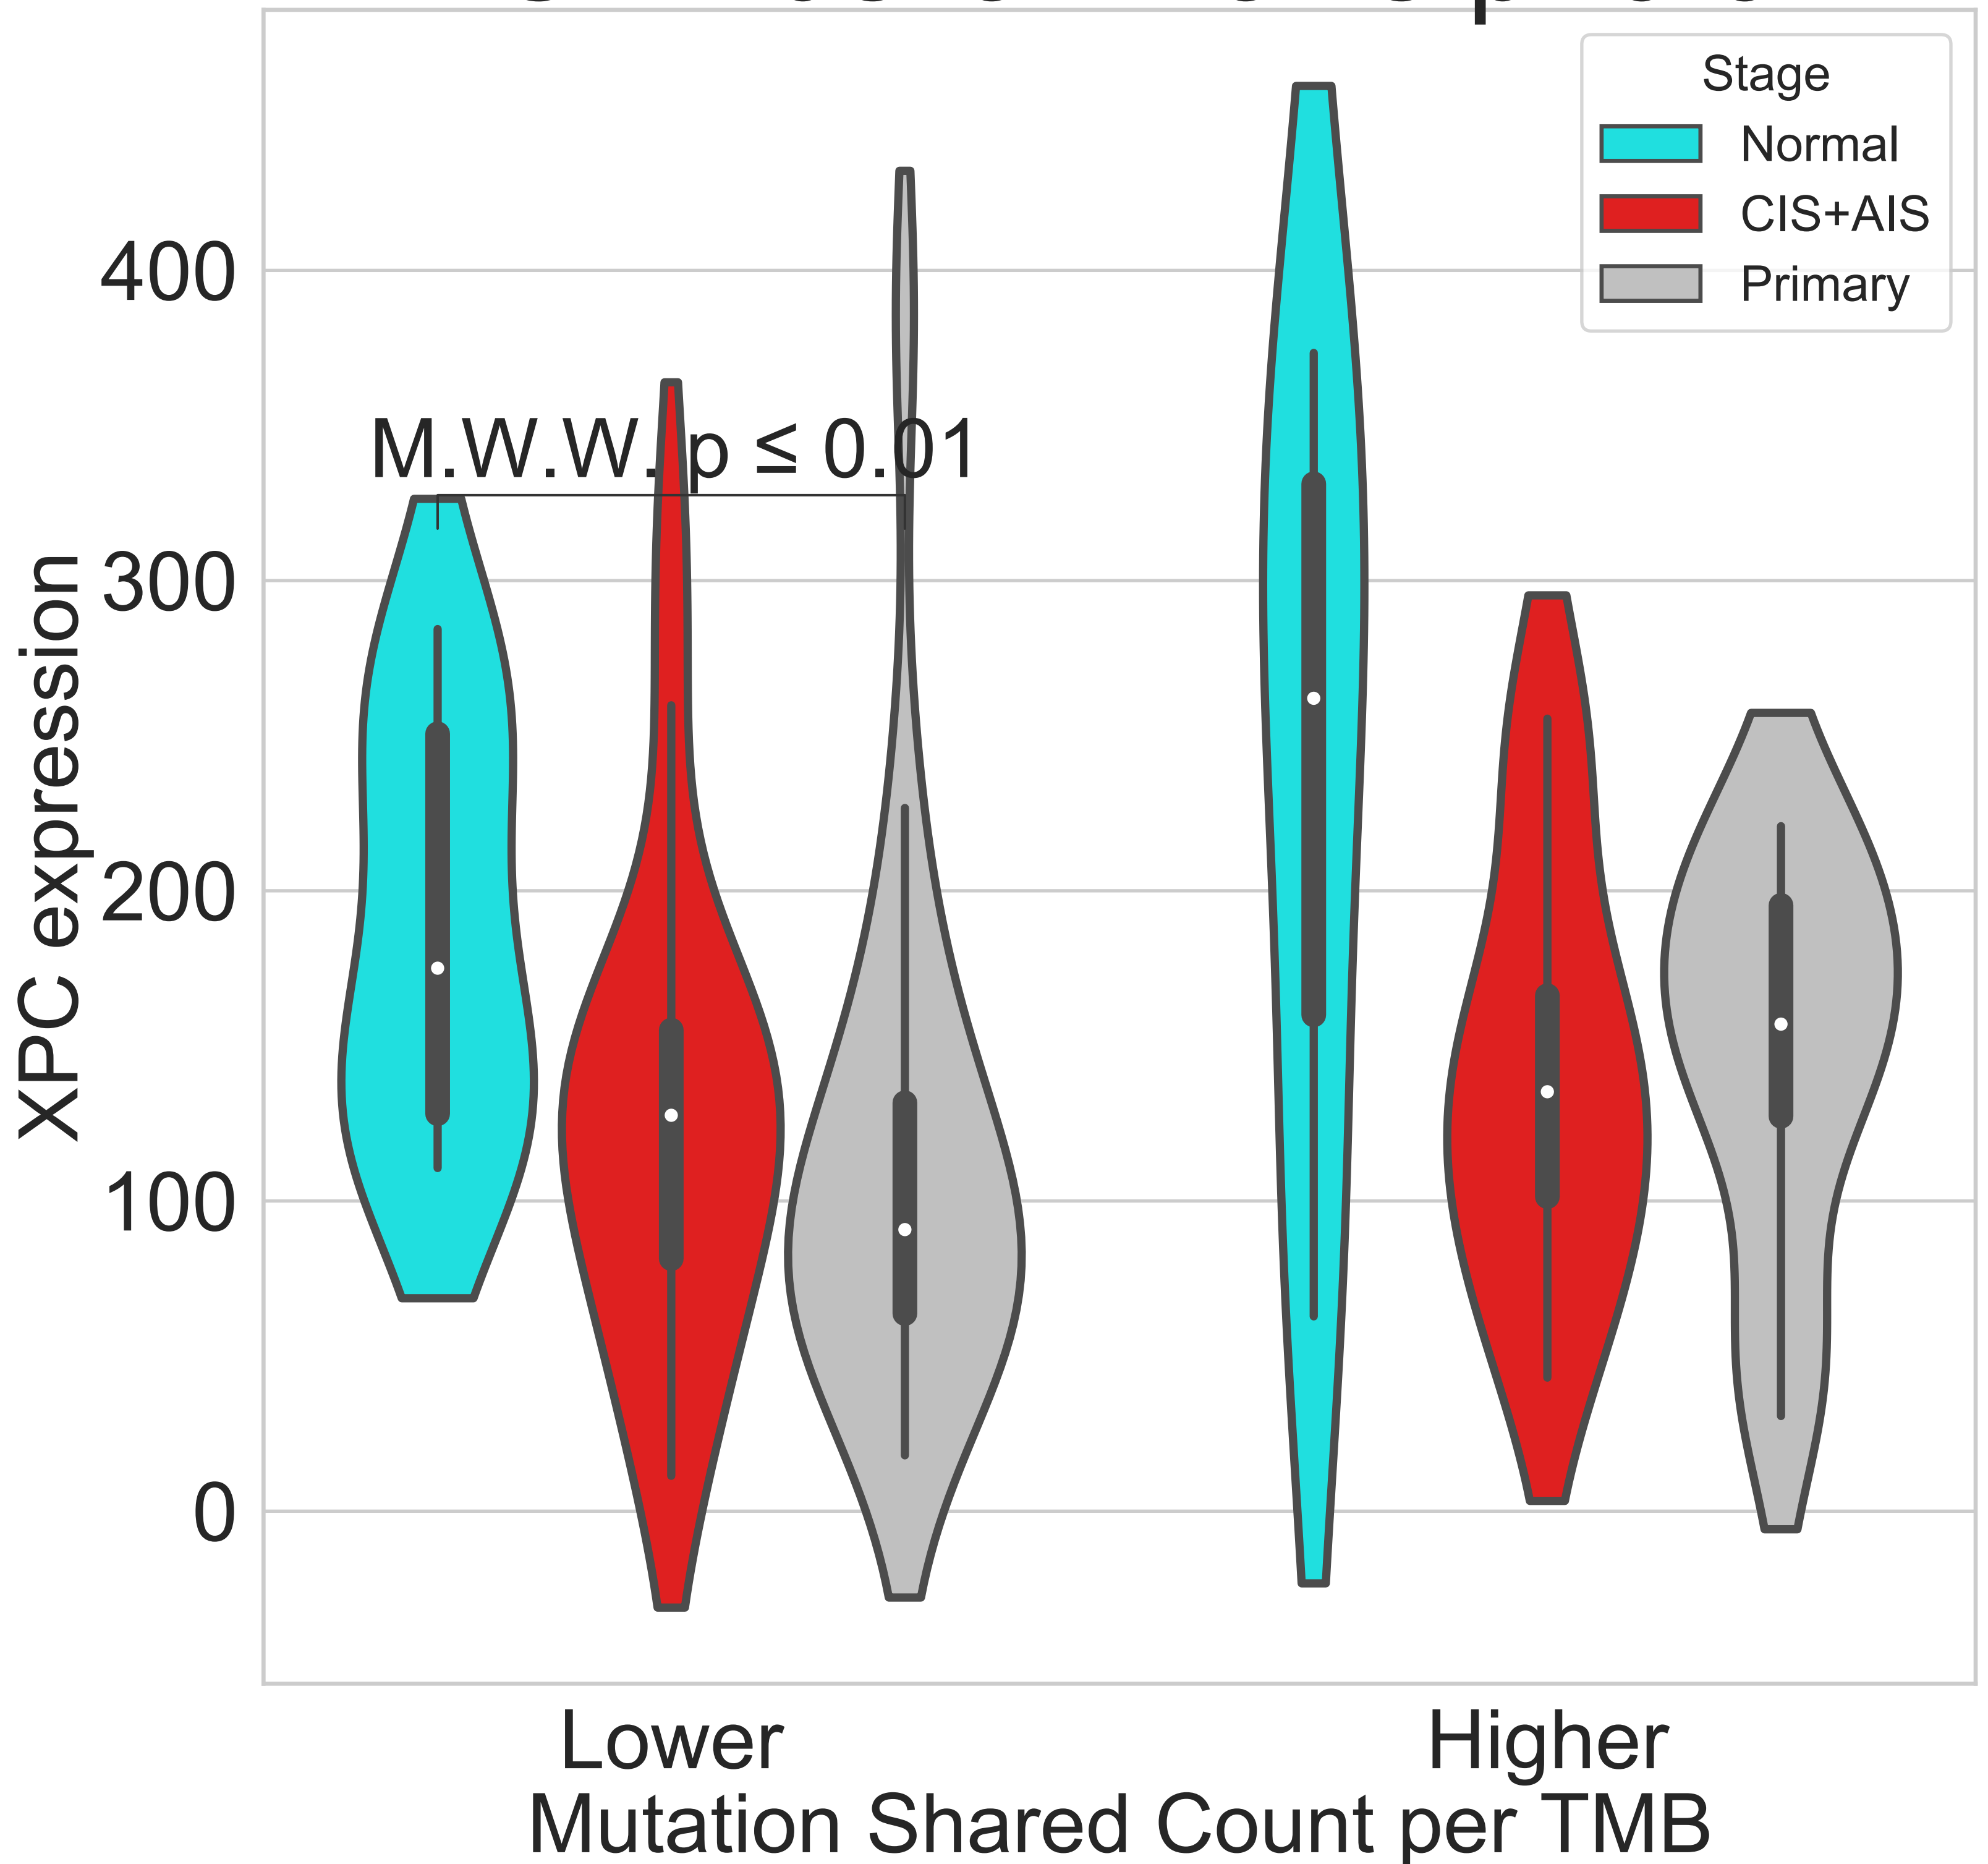 Stage
Normal
CIS+AIS
Primary
M.W.W. p ≤ 0.01
XPC expression
400
300
200
100
0
Lower
Higher
Mutation Shared Count per TMB